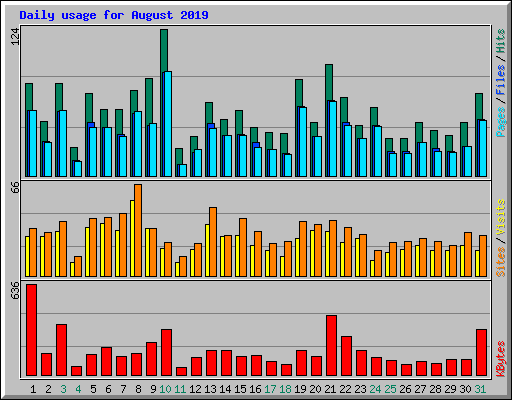 Daily usage for August 2019
124
Pages / Files / Hits
66
Sites / Visits
636
KBytes
1 2 3 4 5 6 7 8 9 10 11 12 13 14 15 16 17 18 19 20 21 22 23 24 25 26 27 28 29 30 31